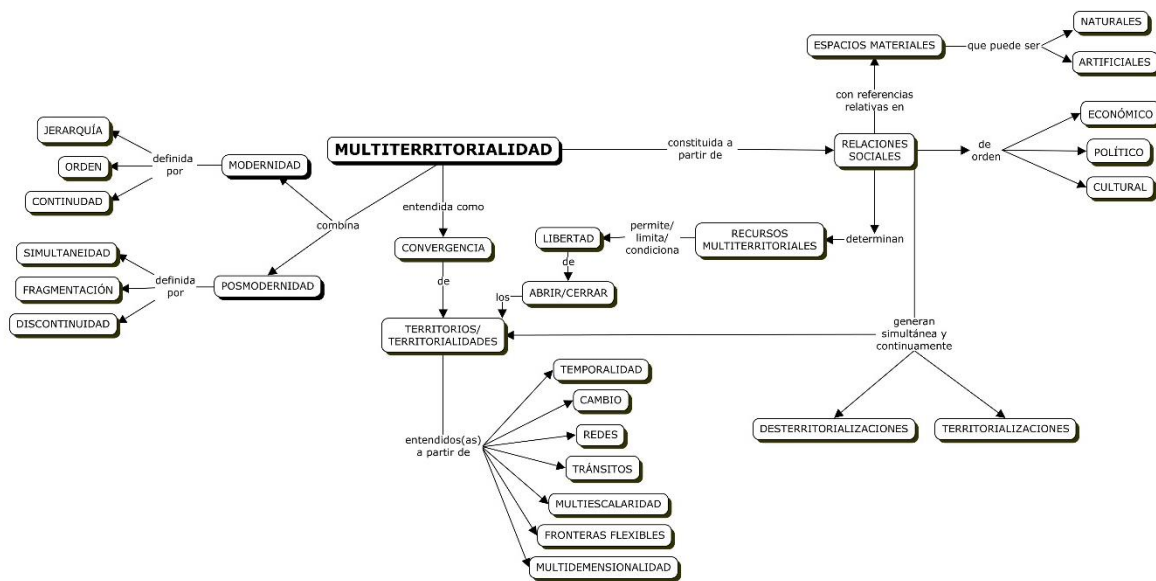 NATURALES
ESPACIOS MATERIALES
que puede ser
ARTIFICIALES
con referencias
relativas en
JERARQUÍA
ECONÓMICO
MULTITERRITORIALIDAD
constituida a
partir de
RELACIONES
SOCIALES
de
orden
POLÍTICO
CULTURAL
ORDEN
definida
por
MODERNIDAD
CONTINUDAD
entendida como
combina
CONVERGENCIA
LIBERTAD
permite/
limita/
condiciona
RECURSOS
MULTITERRITORIALES
determinan
SIMULTANEIDAD
FRAGMENTACIÓN
definida
por
POSMODERNIDAD
DISCONTINUIDAD
de
de
ABRIR/CERRAR
los
TERRITORIOS/
TERRITORIALIDADES
generan
simultánea y
continuamente
DESTERRITORIALIZACIONES
TERRITORIALIZACIONES
entendidos(as)
a partir de
TEMPORALIDAD
CAMBIO
REDES
TRÁNSITOS
MULTIESCALARIDAD
FRONTERAS FLEXIBLES
MULTIDEMENSIONALIDAD